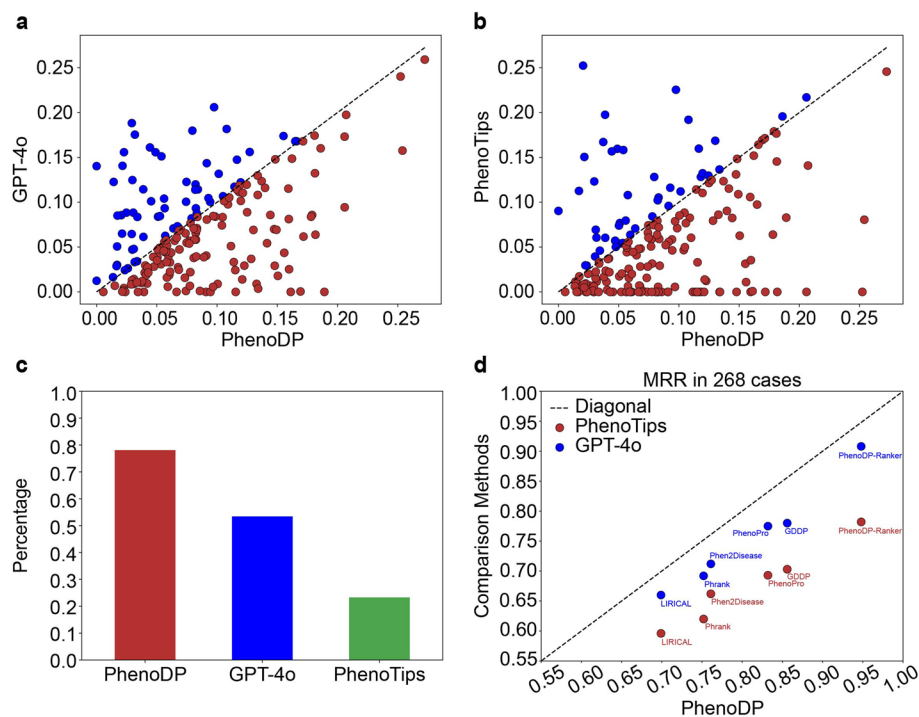 a
GPT-4o
0.25
0.20
0.15
0.10
0.05
0.00
0.00 0.05 0.10 0.15 0.20 0.25
PhenoDP
b
PhenoTips
0.25
0.20
0.15
0.10
0.05
0.00
0.00 0.05 0.10 0.15 0.20 0.25
PhenoDP
c
Percentage
1.0
0.9
0.8
0.7
0.6
0.5
0.4
0.3
0.2
0.1
0.0
PhenoDP GPT-4o PhenoTips
d
MRR in 268 cases
Comparison Methods
1.00
0.95
0.90
0.85
0.80
0.75
0.70
0.65
0.60
0.55
Diagonal
PhenoTips
GPT-4o
PhenoDP-Ranker
PhenoPro
GDDP
PhenoDP-Ranker
Phen2Disease
Phrank
GDDP
PhenoPro
LIRICAL
Phen2Disease
Phrank
LIRICAL
0.55 0.60 0.65 0.70 0.75 0.80 0.85 0.90 0.95 1.00
PhenoDP